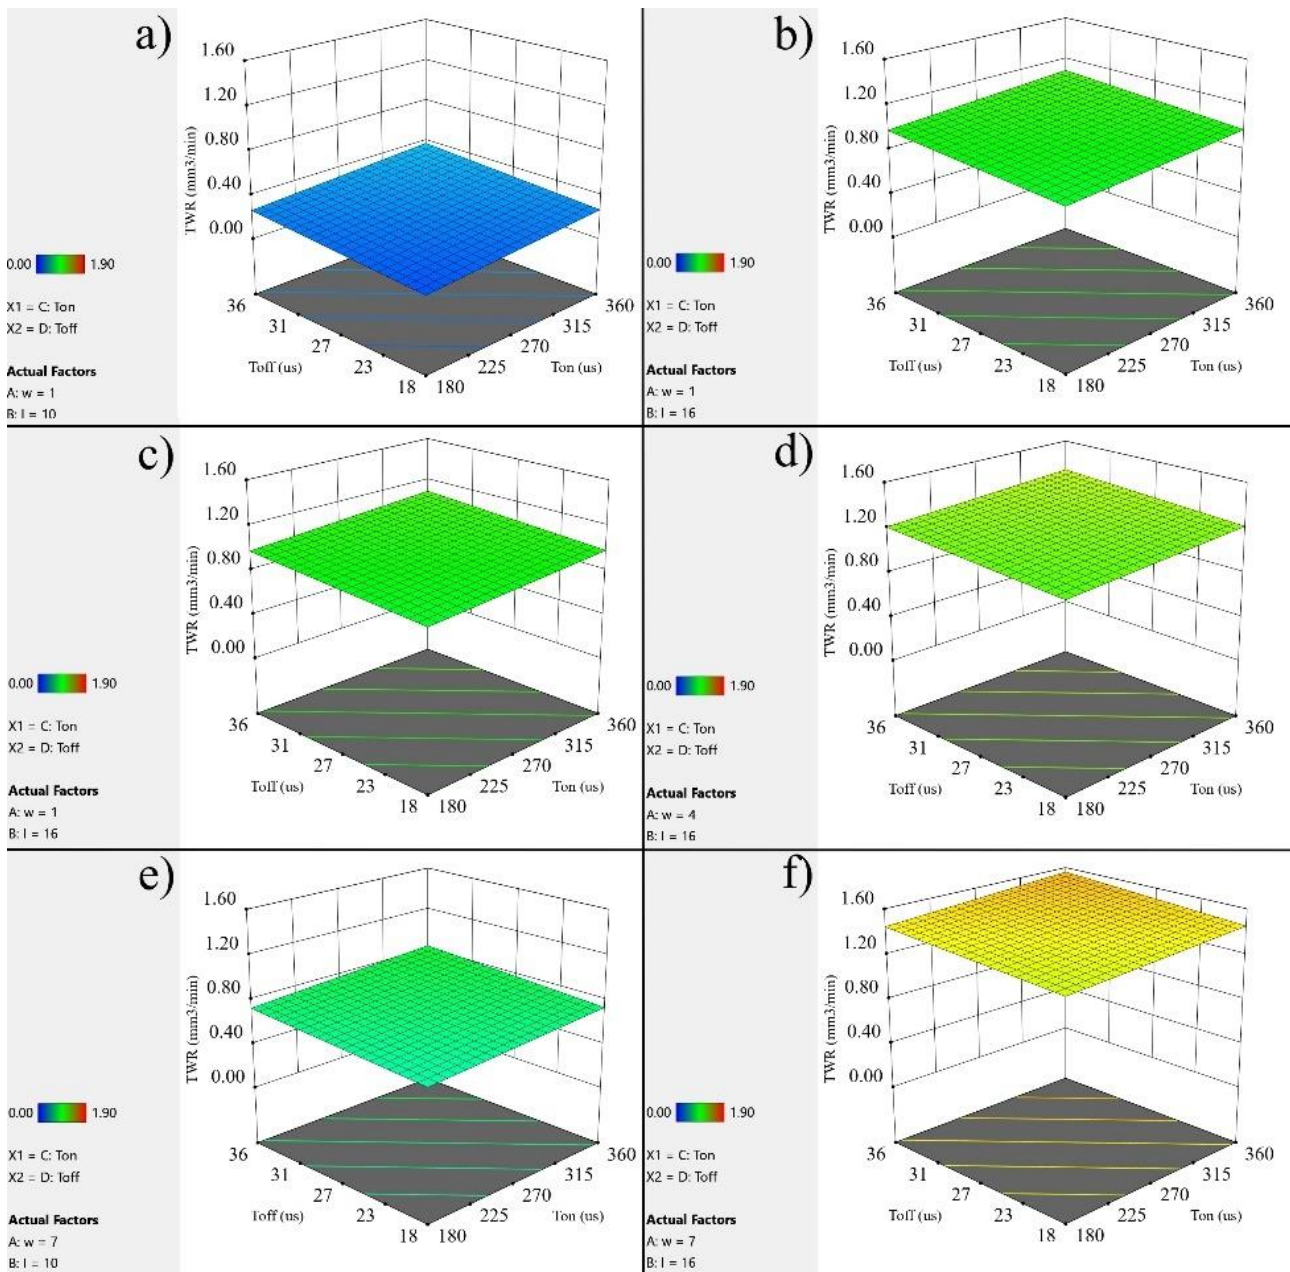 a)
1.60
1.20
0.80
0.40
0.00
TWR (mm3/min)
0.00 1.90
X1 = C: Ton
X2 = D: Toff
Actual Factors
A: w = 1
B: I = 10
36
31
27
23
18
Toff (us)
180
225
270
315
360
Ton (us)
b)
1.60
1.20
0.80
0.40
0.00
TWR (mm3/min)
0.00 1.90
X1 = C: Ton
X2 = D: Toff
Actual Factors
A: w = 1
B: I = 16
36
31
27
23
18
Toff (us)
180
225
270
315
360
Ton (us)
c)
1.60
1.20
0.80
0.40
0.00
TWR (mm3/min)
0.00 1.90
X1 = C: Ton
X2 = D: Toff
Actual Factors
A: w = 1
B: I = 16
36
31
27
23
18
Toff (us)
180
225
270
315
360
Ton (us)
d)
1.60
1.20
0.80
0.40
0.00
TWR (mm3/min)
0.00 1.90
X1 = C: Ton
X2 = D: Toff
Actual Factors
A: w = 4
B: I = 16
36
31
27
23
18
Toff (us)
180
225
270
315
360
Ton (us)
e)
1.60
1.20
0.80
0.40
0.00
TWR (mm3/min)
0.00 1.90
X1 = C: Ton
X2 = D: Toff
Actual Factors
A: w = 7
B: I = 10
36
31
27
23
18
Toff (us)
180
225
270
315
360
Ton (us)
f)
1.60
1.20
0.80
0.40
0.00
TWR (mm3/min)
0.00 1.90
X1 = C: Ton
X2 = D: Toff
Actual Factors
A: w = 7
B: I = 16
36
31
27
23
18
Toff (us)
180
225
270
315
360
Ton (us)